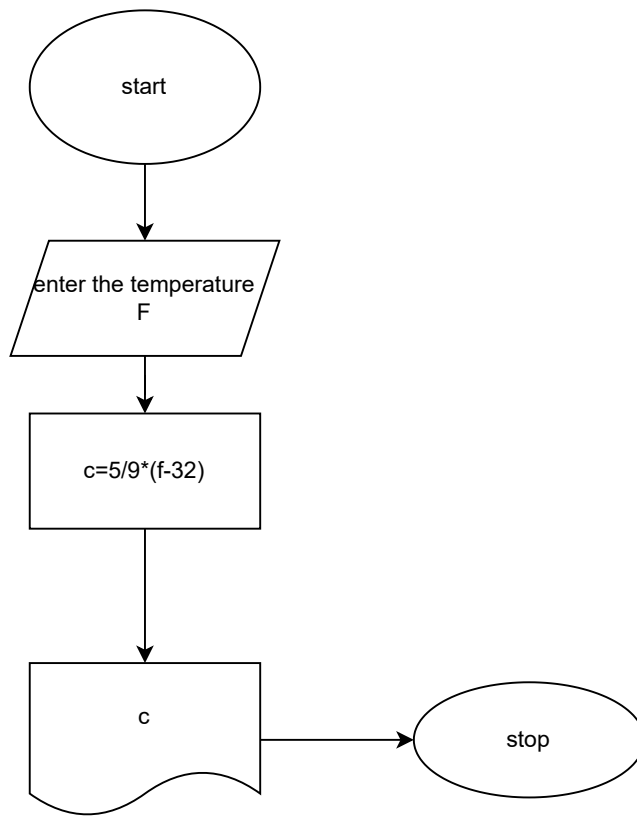 start
enter the temperature
F
c=5/9*(f-32)
c
stop